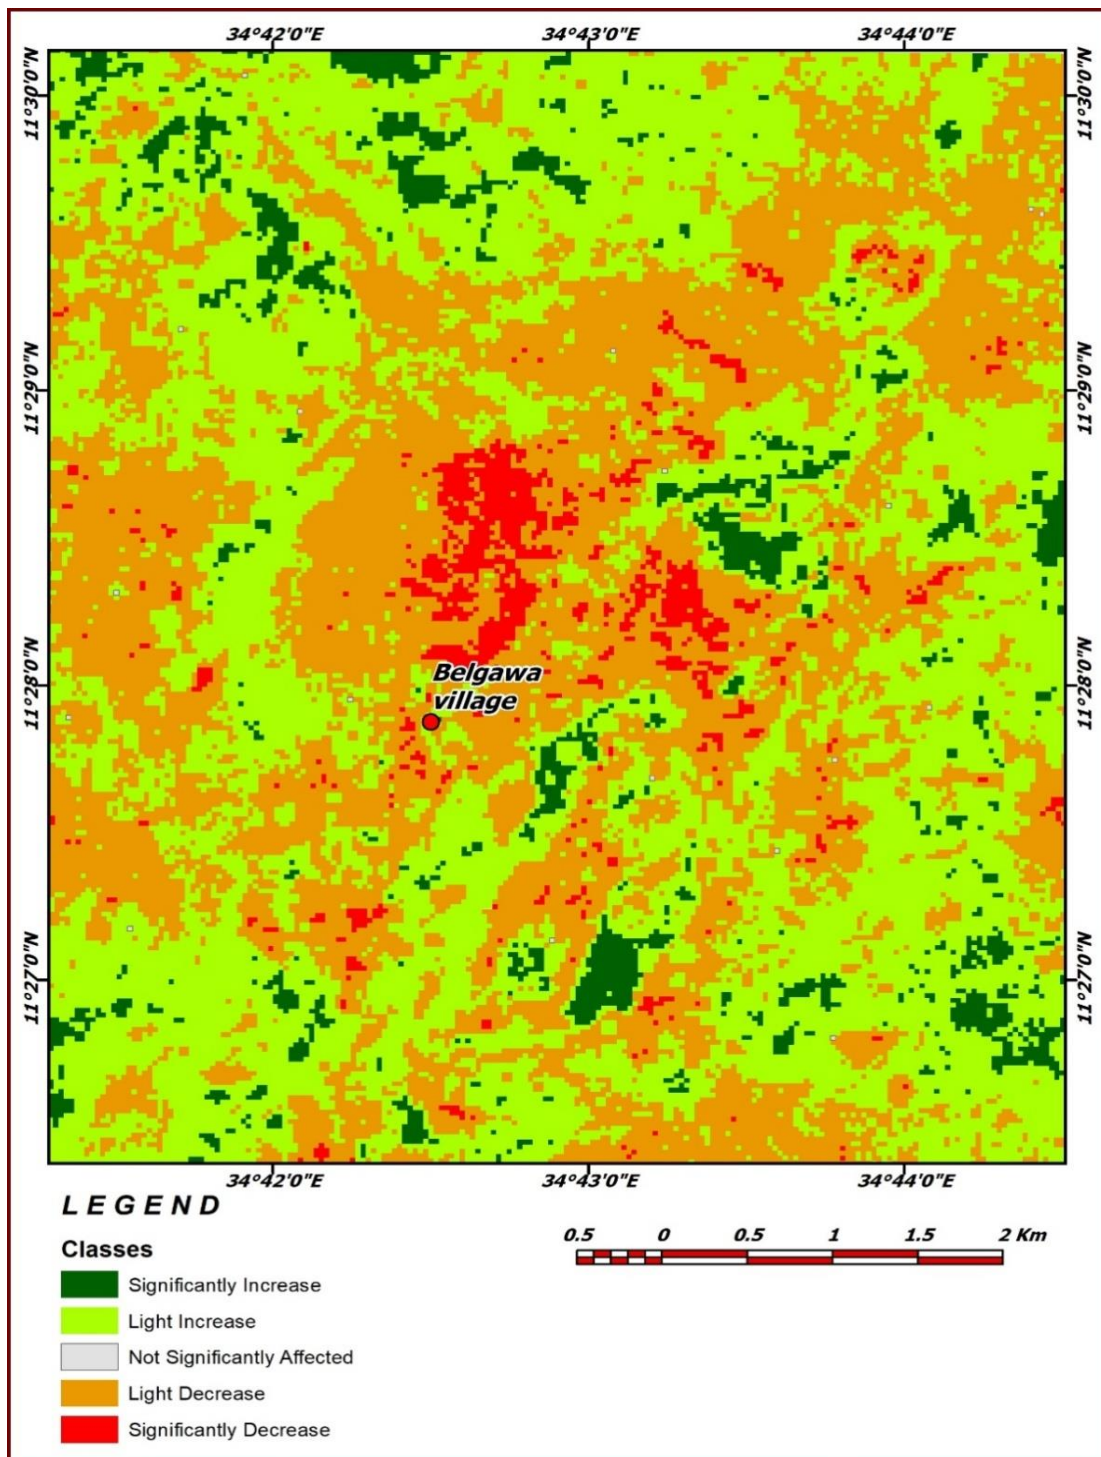 34°42'0"E 34°43'0"E 34°44'0"E
11°30'0"N
11°30'0"N
11°29'0"N
11°29'0"N
Belgawa
village
11°28'0"N
11°28'0"N
11°27'0"N
11°27'0"N
34°42'0"E 34°43'0"E 34°44'0"E
LEGEND
Classes
Significantly Increase
Light Increase
Not Significantly Affected
Light Decrease
Significantly Decrease
0.5 0 0.5 1 1.5 2 Km